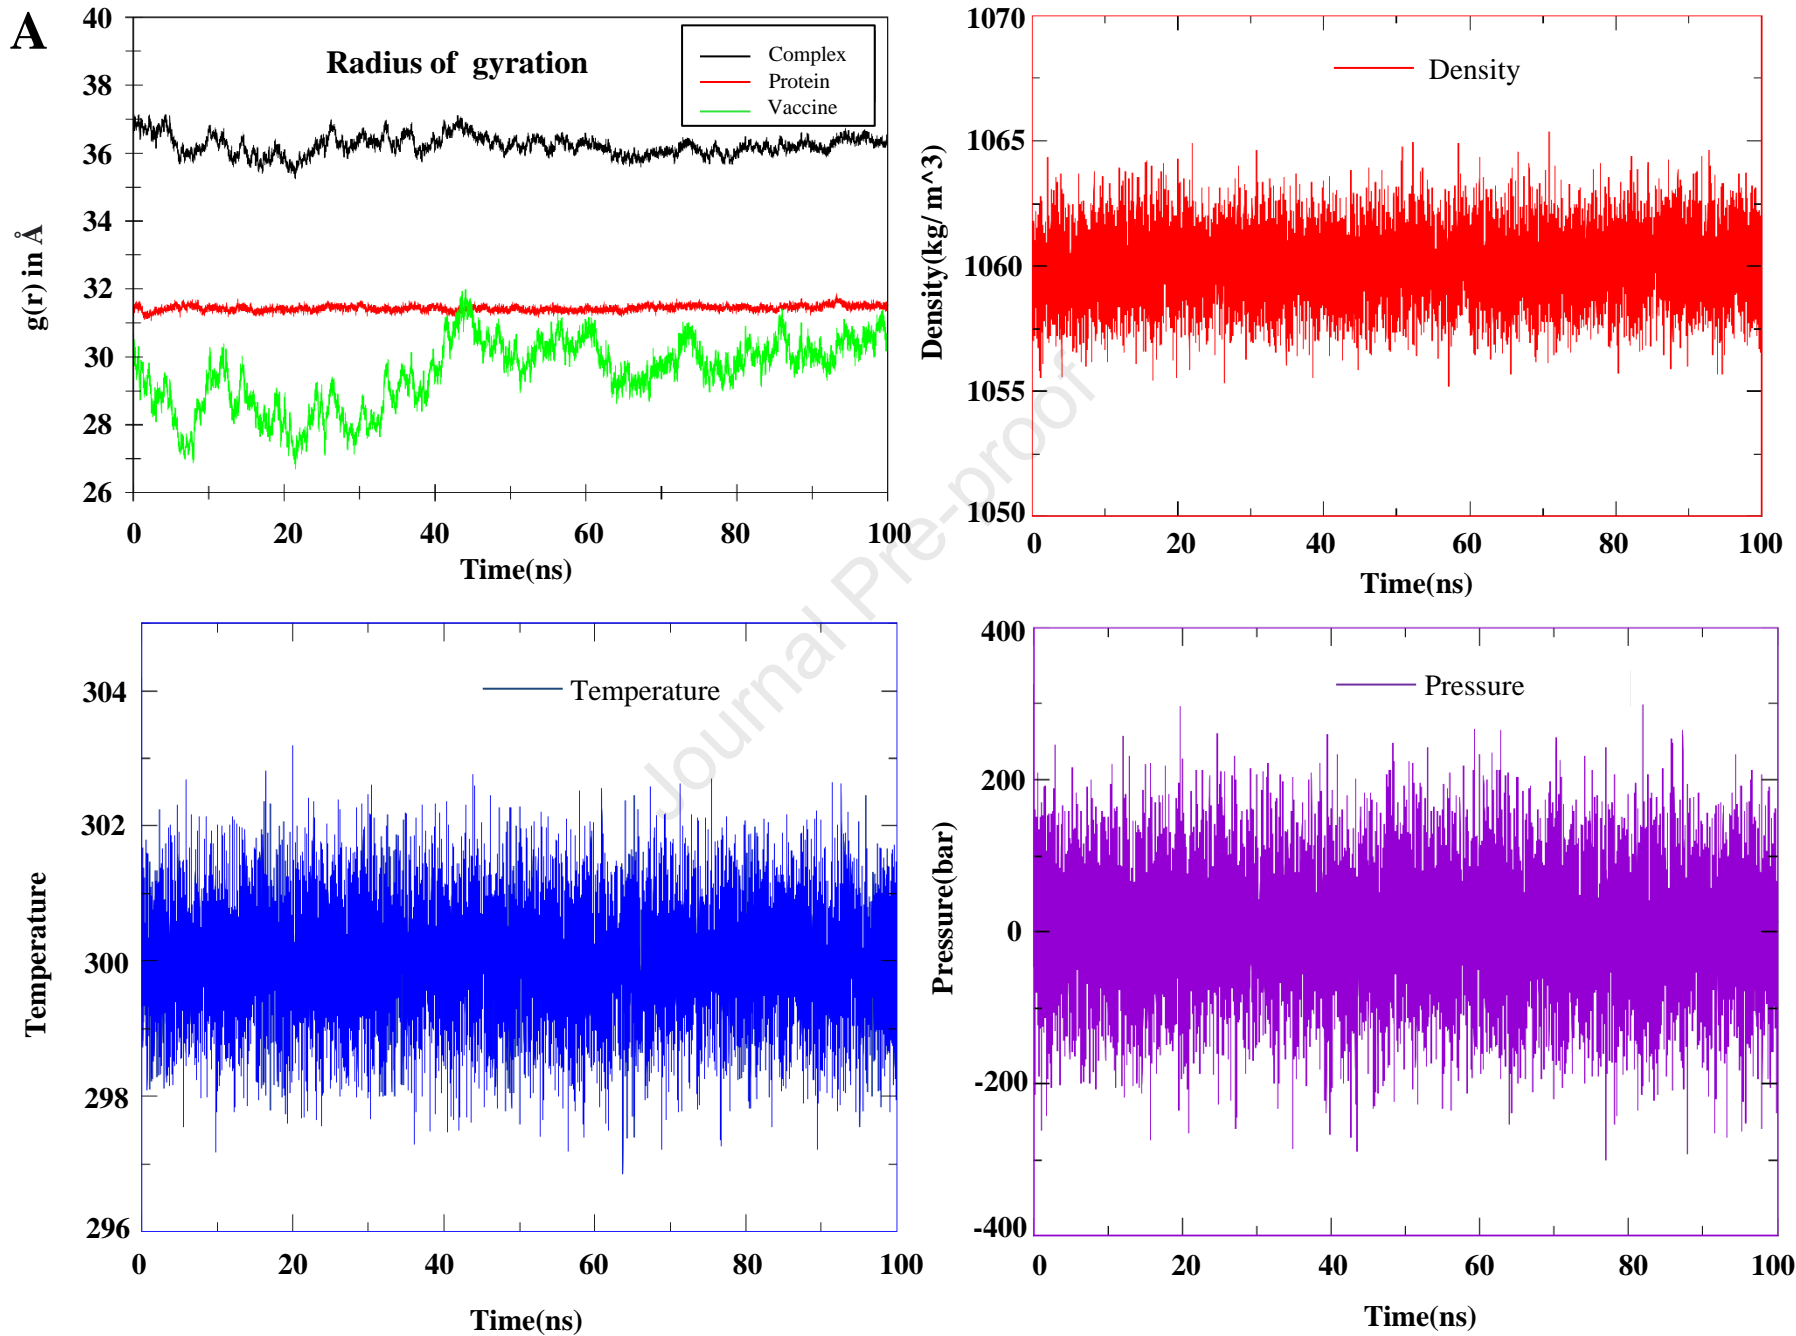 A
Radius of gyration
Complex
Protein
Vaccine
g(r) in Å
40
38
36
34
32
30
28
26
0 20 40 60 80 100
Time(ns)
Density
Density(kg/m^3)
1070
1065
1060
1055
1050
0 20 40 60 80 100
Time(ns)
Journal Pre-proof
Temperature
Temperature
304
302
300
298
296
0 20 40 60 80 100
Time(ns)
Pressure
Pressure(bar)
400
200
0
-200
-400
0 20 40 60 80 100
Time(ns)